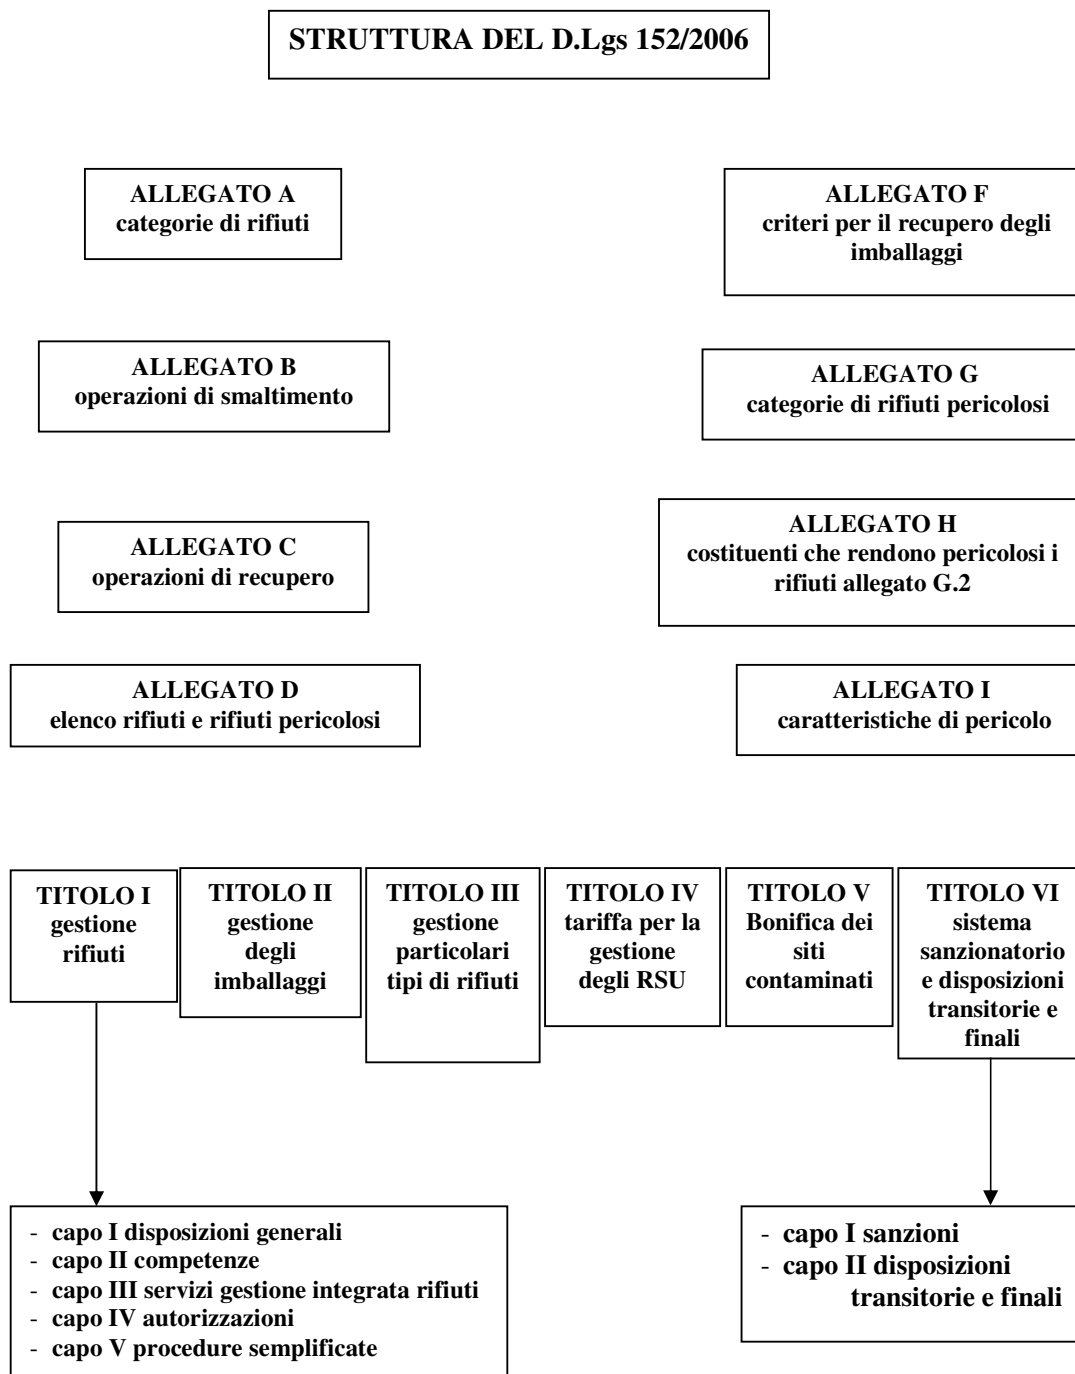 STRUTTURA DEL D.Lgs 152/2006
ALLEGATO A
categorie di rifiuti
ALLEGATO F
criteri per il recupero degli
imballaggi
ALLEGATO B
operazioni di smaltimento
ALLEGATO G
categorie di rifiuti pericolosi
ALLEGATO C
operazioni di recupero
ALLEGATO H
costituenti che rendono pericolosi i
rifiuti allegato G.2
ALLEGATO D
elenco rifiuti e rifiuti pericolosi
ALLEGATO I
caratteristiche di pericolo
TITOLO I
gestione
rifiuti
TITOLO II
gestione
degli
imballaggi
TITOLO III
gestione
particolari
tipi di rifiuti
TITOLO IV
tariffa per la
gestione
degli RSU
TITOLO V
Bonifica dei
siti
contaminati
TITOLO VI
sistema
sanzionatorio
e disposizioni
transitorie e
finali
- capo I disposizioni generali
- capo II competenze
- capo III servizi gestione integrata rifiuti
- capo IV autorizzazioni
- capo V procedure semplificate
- capo I sanzioni
- capo II disposizioni
transitorie e finali